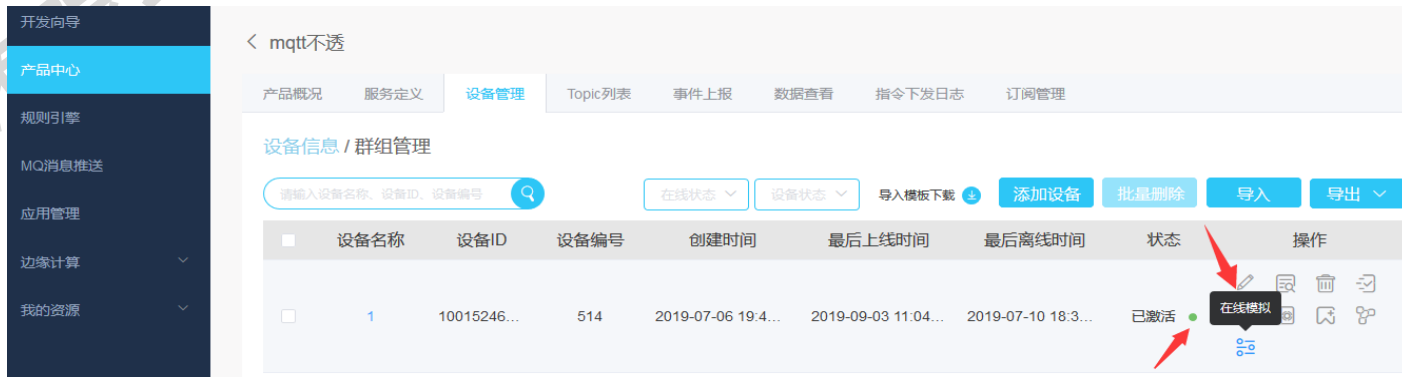 开发向导
产品中心
规则引擎
MQ消息推送
应用管理
边缘计算
我的资源
mqtt不透
产品概况 服务定义 设备管理 Topic列表 事件上报 数据查看 指令下发日志 订阅管理
设备信息 / 群组管理
请输入设备名称、设备ID、设备编号 在线状态 设备状态 导入模板下载 添加设备 批量删除 导入 导出
设备名称 设备ID 设备编号 创建时间 最后上线时间 最后离线时间 状态 操作
1 10015246... 514 2019-07-06 19:4... 2019-09-03 11:04... 2019-07-10 18:3... 已激活
在线模拟